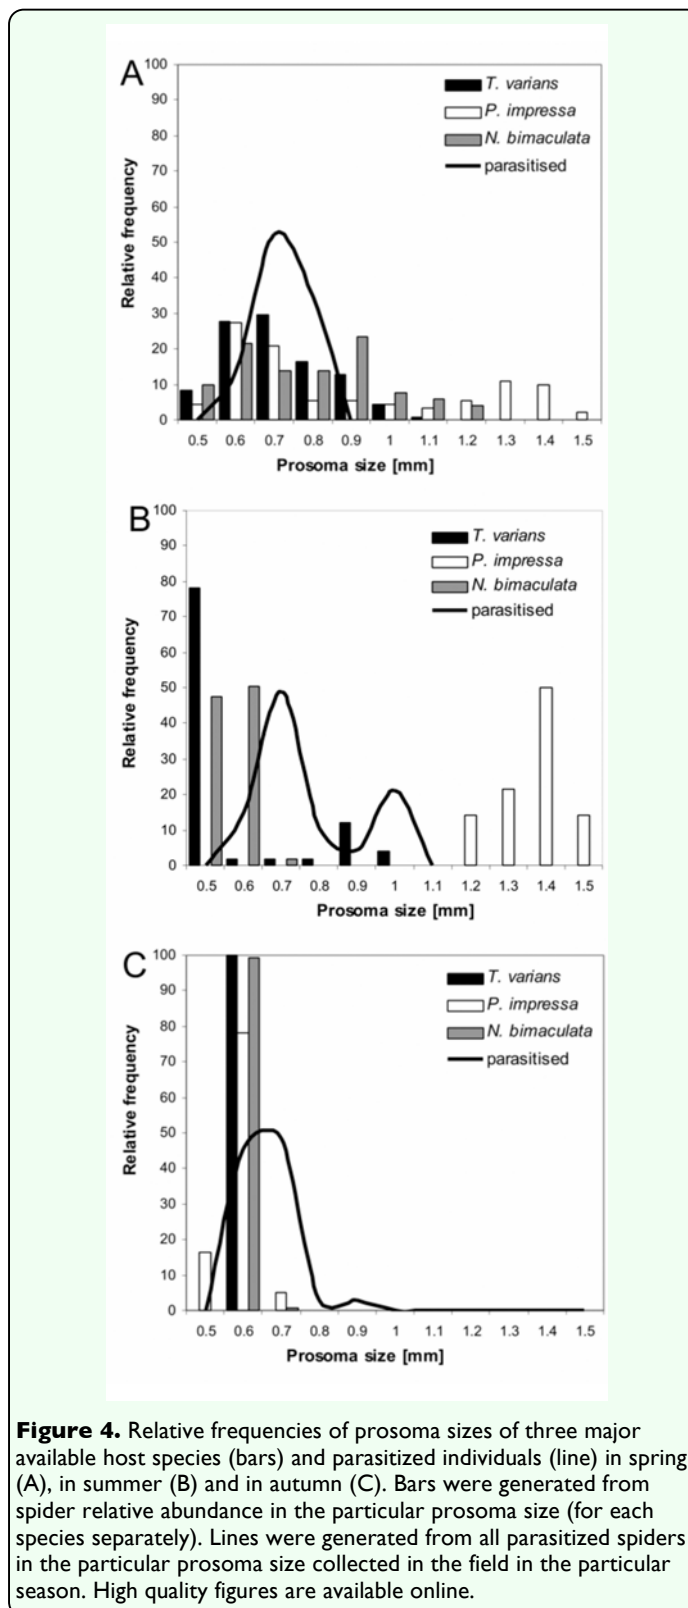 A
100
90
80
70
60
50
40
30
20
10
0
Relative frequency
T. varians
P. impressa
N. bimaculata
parasitised
0.5 0.6 0.7 0.8 0.9 1 1.1 1.2 1.3 1.4 1.5
Prosoma size [mm]
B
100
90
80
70
60
50
40
30
20
10
0
Relative frequency
T. varians
P. impressa
N. bimaculata
parasitised
0.5 0.6 0.7 0.8 0.9 1 1.1 1.2 1.3 1.4 1.5
Prosoma size [mm]
C
100
90
80
70
60
50
40
30
20
10
0
Relative frequency
T. varians
P. impressa
N. bimaculata
parasitised
0.5 0.6 0.7 0.8 0.9 1 1.1 1.2 1.3 1.4 1.5
Prosoma size [mm]
Figure 4. Relative frequencies of prosoma sizes of three major
available host species (bars) and parasitized individuals (line) in spring
(A), in summer (B) and in autumn (C). Bars were generated from
spider relative abundance in the particular prosoma size (for each
species separately). Lines were generated from all parasitized spiders
in the particular prosoma size collected in the field in the particular
season. High quality figures are available online.